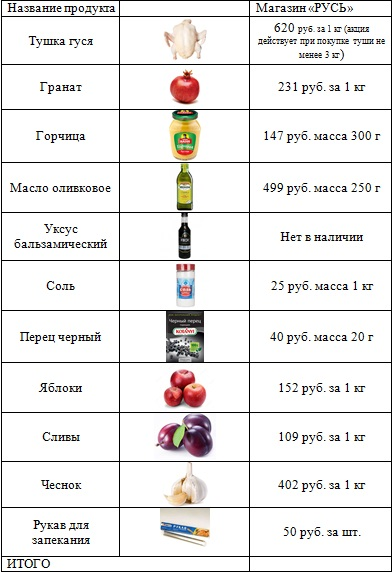 Название продукта
Магазин «РУСЬ»
Тушка гуся
620 руб. за 1 кг (акция
действует при покупке туши не
менее 3 кг)
Гранат
231 руб. за 1 кг
Горчица
147 руб. масса 300 г
Масло оливковое
499 руб. масса 250 г
Уксус
бальзамический
Нет в наличии
Соль
25 руб. масса 1 кг
Перец черный
Черный перец
KOTANYI
40 руб. масса 20 г
Яблоки
152 руб. за 1 кг
Сливы
109 руб. за 1 кг
Чеснок
402 руб. за 1 кг
Рукав для
запекания
50 руб. за шт.
ИТОГО